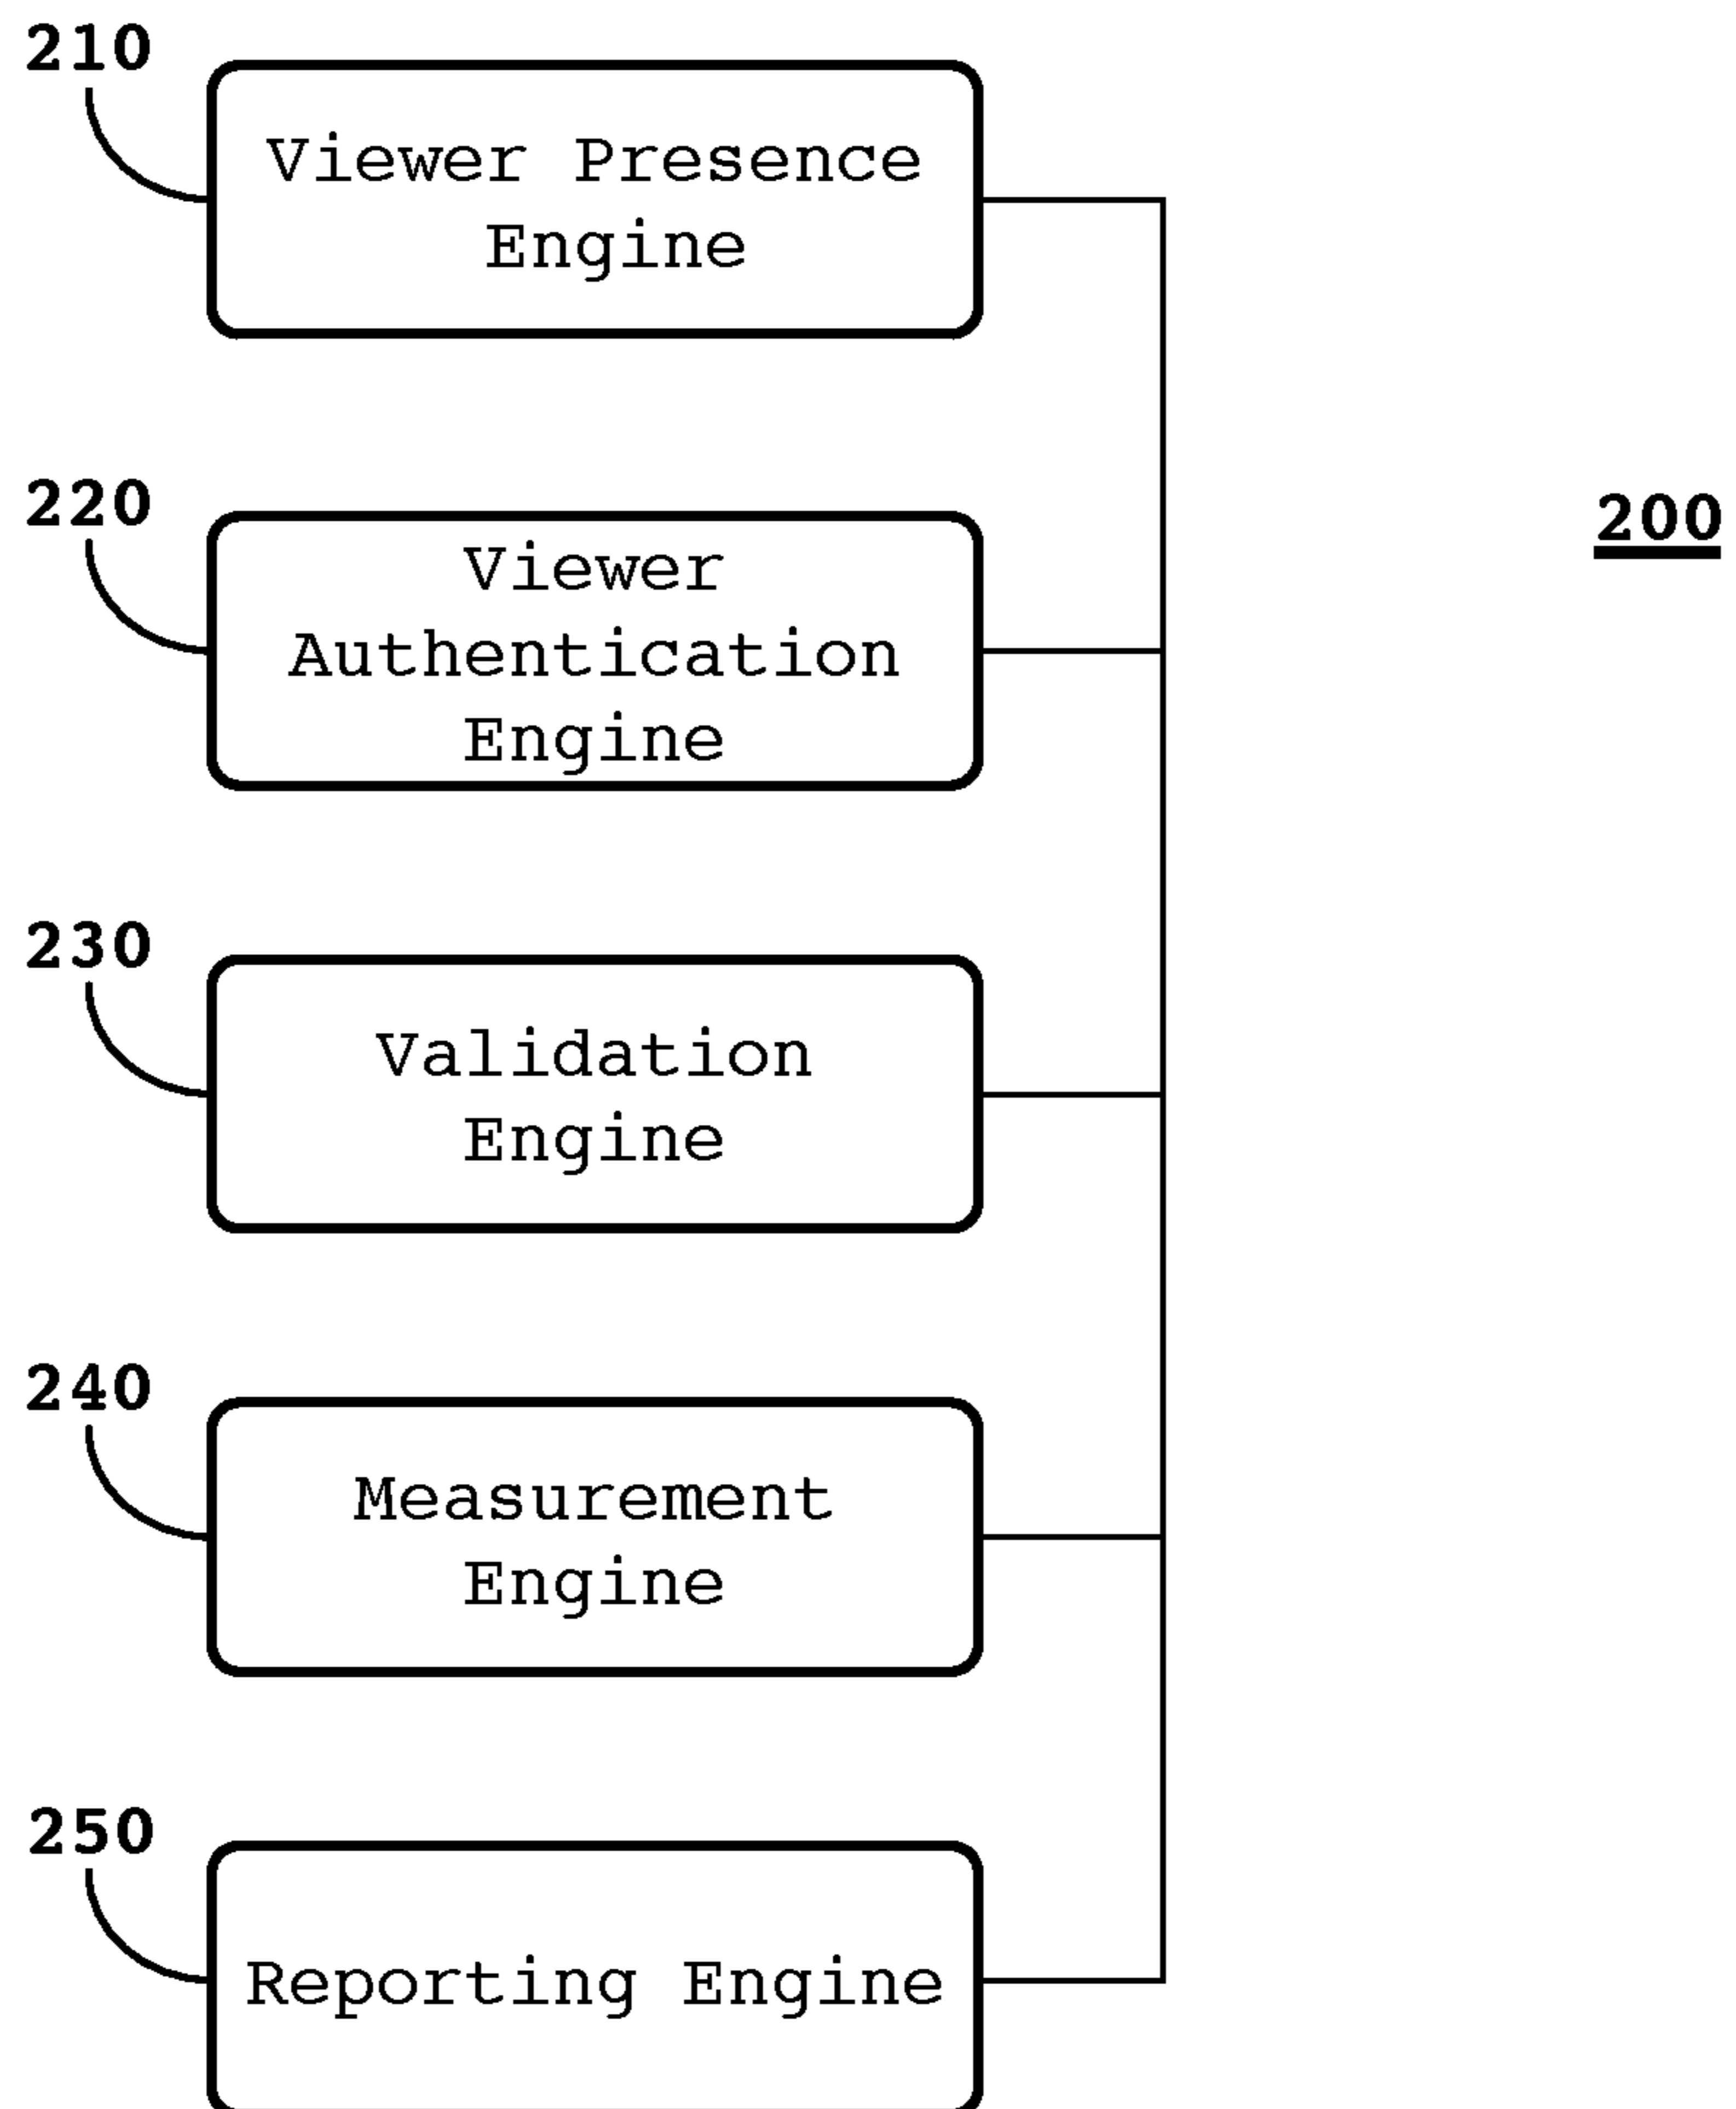 210
Viewer Presence
Engine
220
Viewer
Authentication
Engine
200
230
Validation
Engine
240
Measurement
Engine
250
Reporting Engine